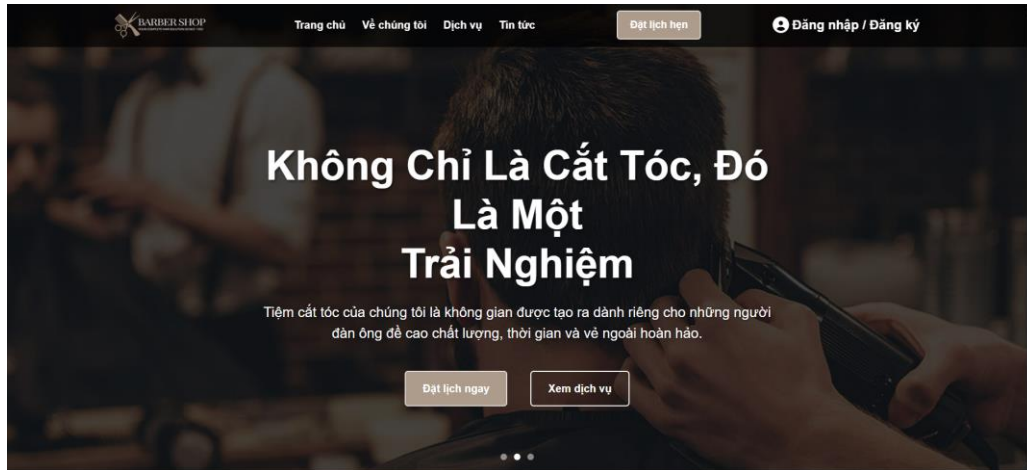 BARBER SHOP
Trang chủ Về chúng tôi Dịch vụ Tin tức Đặt lịch hẹn Đăng nhập / Đăng ký
Không Chỉ Là Cắt Tóc, Đó
Là Một
Trải Nghiệm
Tiệm cắt tóc của chúng tôi là không gian được tạo ra dành riêng cho những người
đàn ông đề cao chất lượng, thời gian và vẻ ngoài hoàn hảo.
Đặt lịch ngay Xem dịch vụ